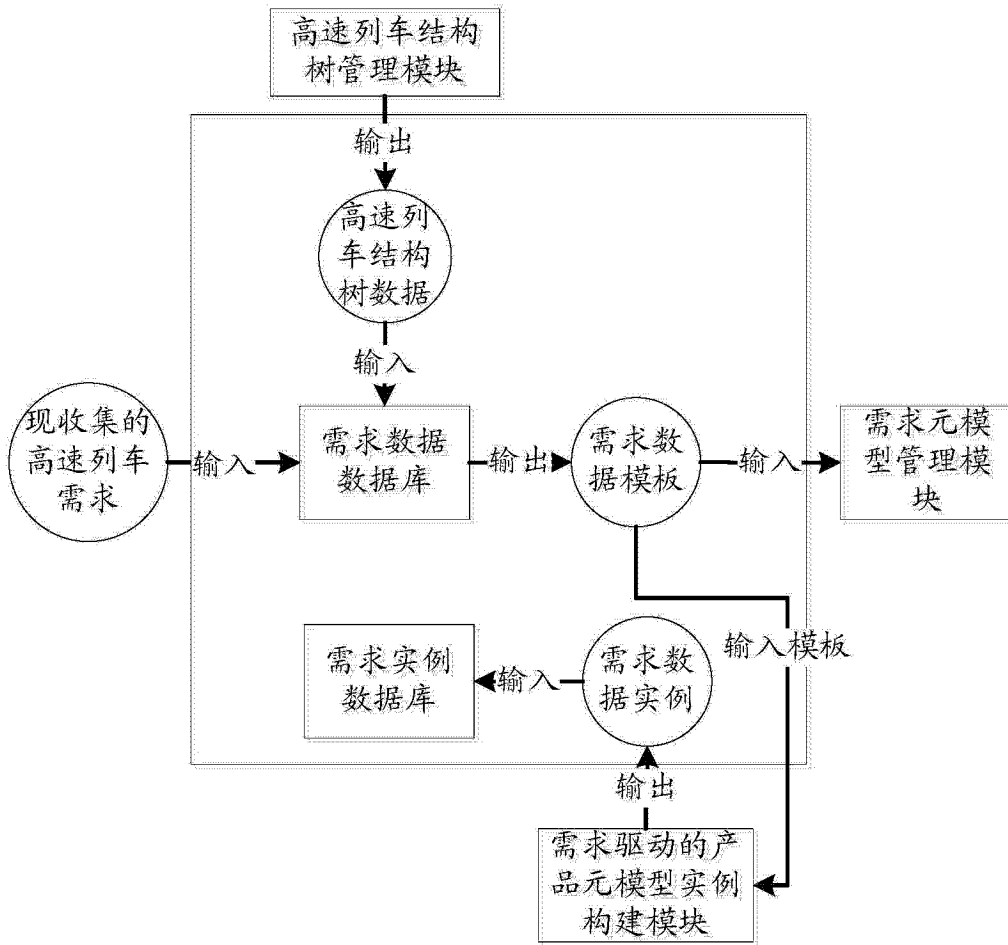 高速列车结构
树管理模块
输出
高速列
车结构
树数据
输入
现收集的
高速列车
需求
输入
需求数据
数据库
输出
需求数
据模板
输入
需求元模
型管理模
块
输入模板
需求实例
数据库
输入
需求数
据实例
输出
需求驱动的产
品元模型实例
构建模块